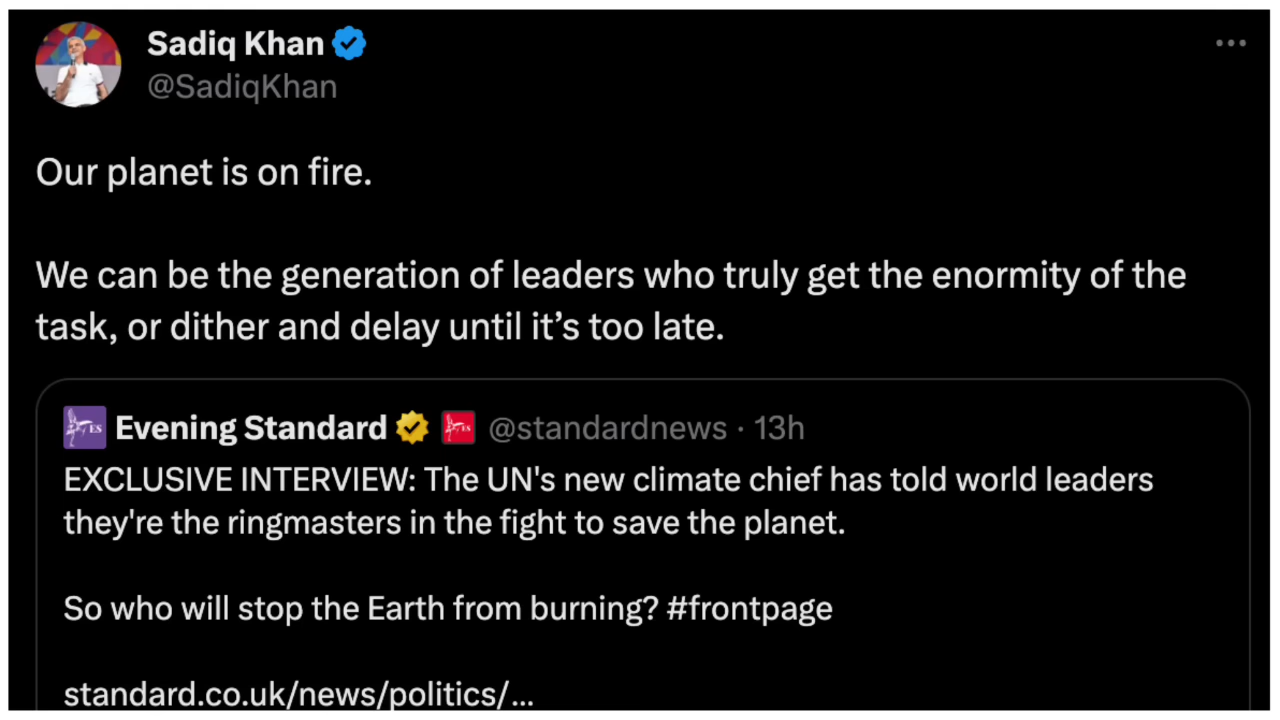 Sadiq Khan
@SadiqKhan
Our planet is on fire.
We can be the generation of leaders who truly get the enormity of the
task, or dither and delay until it’s too late.
ES Evening Standard ES @standardnews · 13h
EXCLUSIVE INTERVIEW: The UN's new climate chief has told world leaders
they're the ringmasters in the fight to save the planet.
So who will stop the Earth from burning? #frontpage
standard.co.uk/news/politics/...